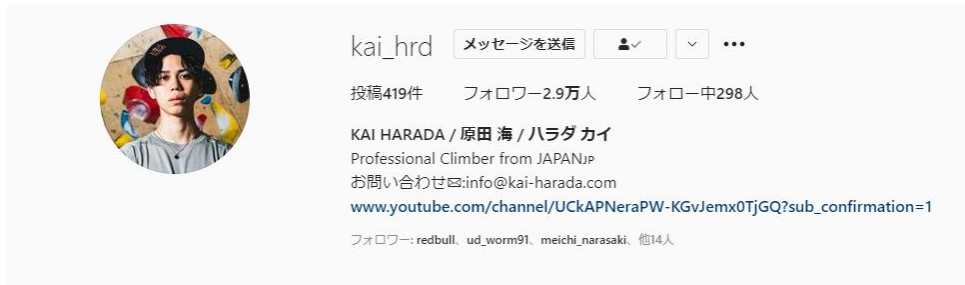 kai_hrd メッセージを送信
投稿419件 フォロワー2.9万人 フォロー中298人
KAI HARADA / 原田 海 / ハラダ カイ
Professional Climber from JAPANJP
お問い合わせ✉:info@kai-harada.com
www.youtube.com/channel/UCkAPNeraPW-KGvJemx0TjGQ?sub_confirmation=1
フォロワー: redbull、ud_worm91、meichi_narasaki、他14人